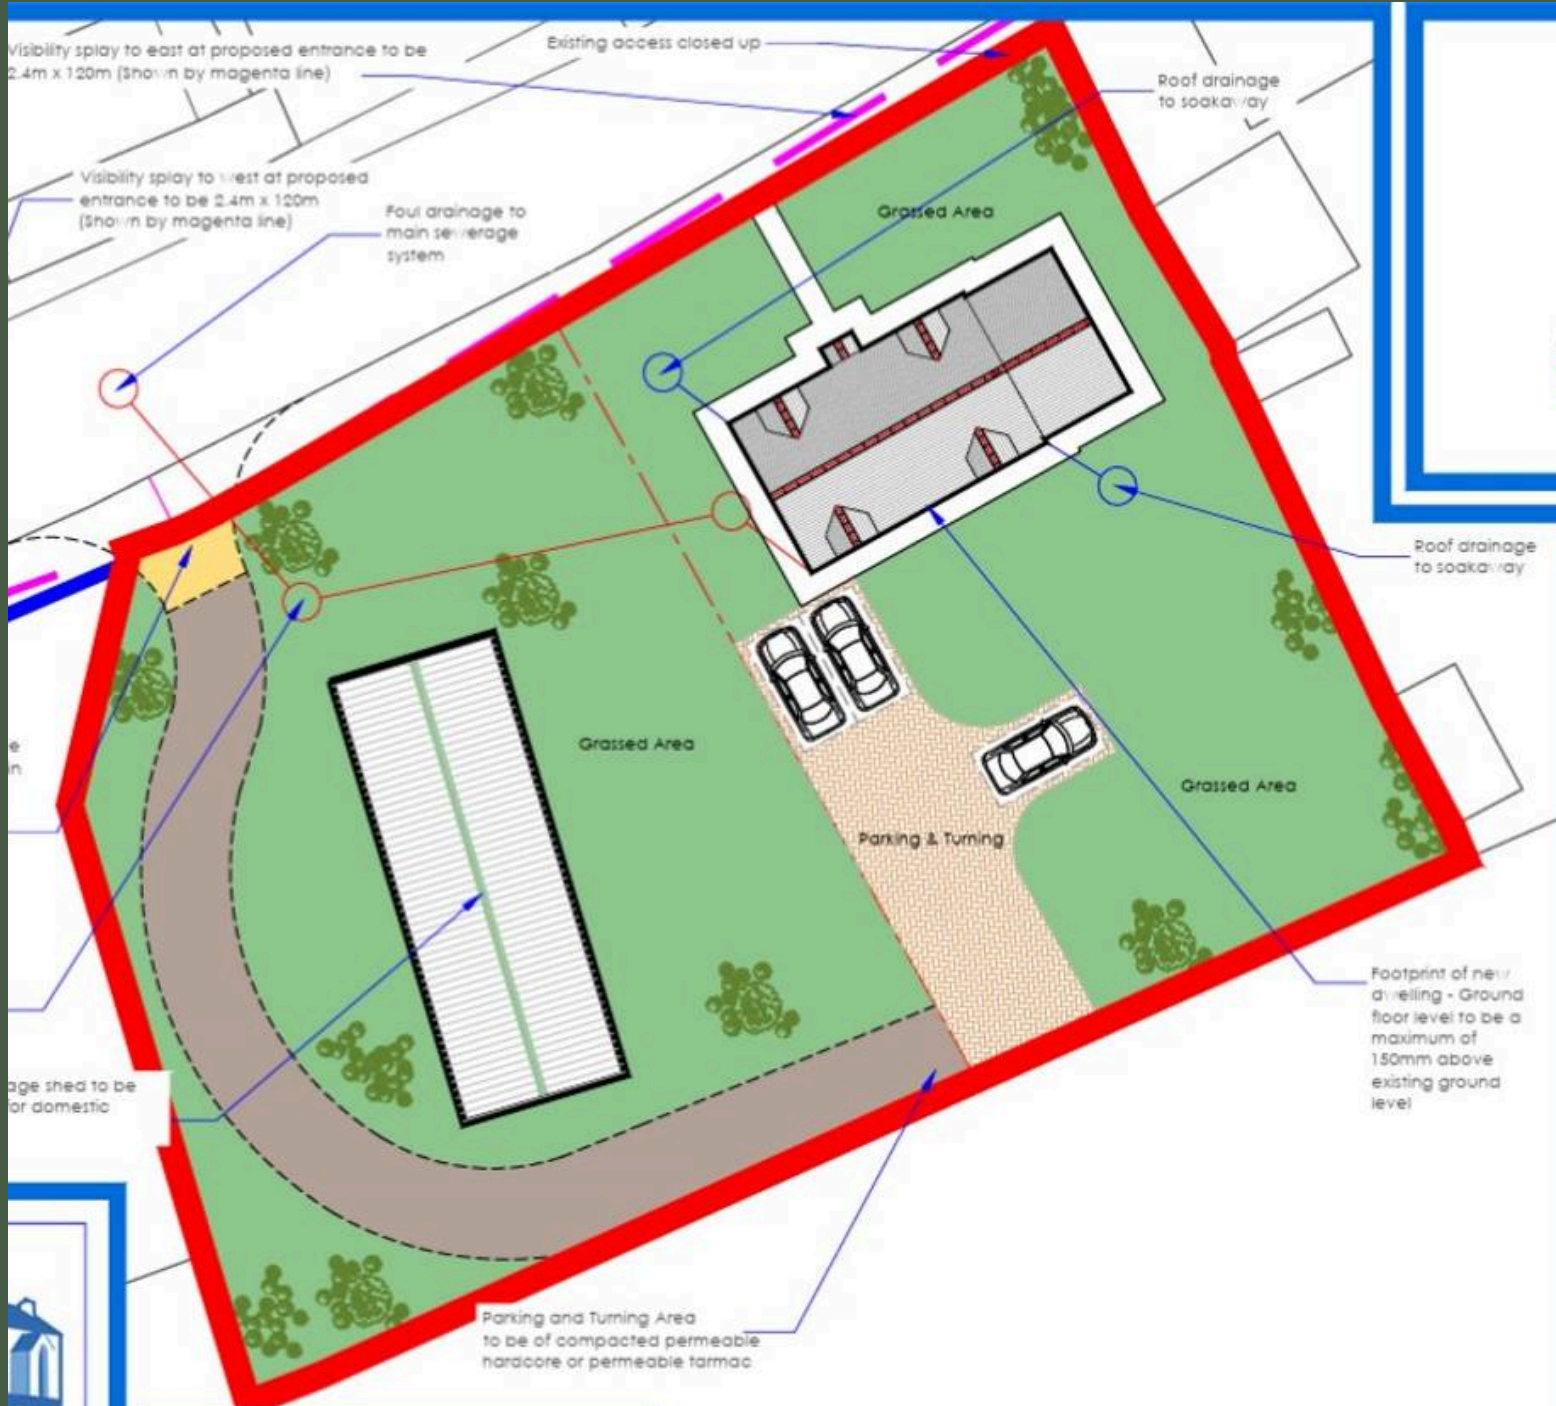 Visibility splay to east at proposed entrance to be
2.4m x 120m (Shown by magenta line)
Existing access closed up
Roof drainage
to soakaway
Visibility splay to west at proposed
entrance to be 2.4m x 120m
(Shown by magenta line)
Foul drainage to
main sewerage
system
Grassed Area
Roof drainage
to soakaway
Grassed Area
Grassed Area
Parking & Turning
Footprint of new
dwelling - Ground
floor level to be a
maximum of
150mm above
existing ground
level
age shed to be
for domestic
Parking and Turning Area
to be of compacted permeable
hardcore or permeable tarmac